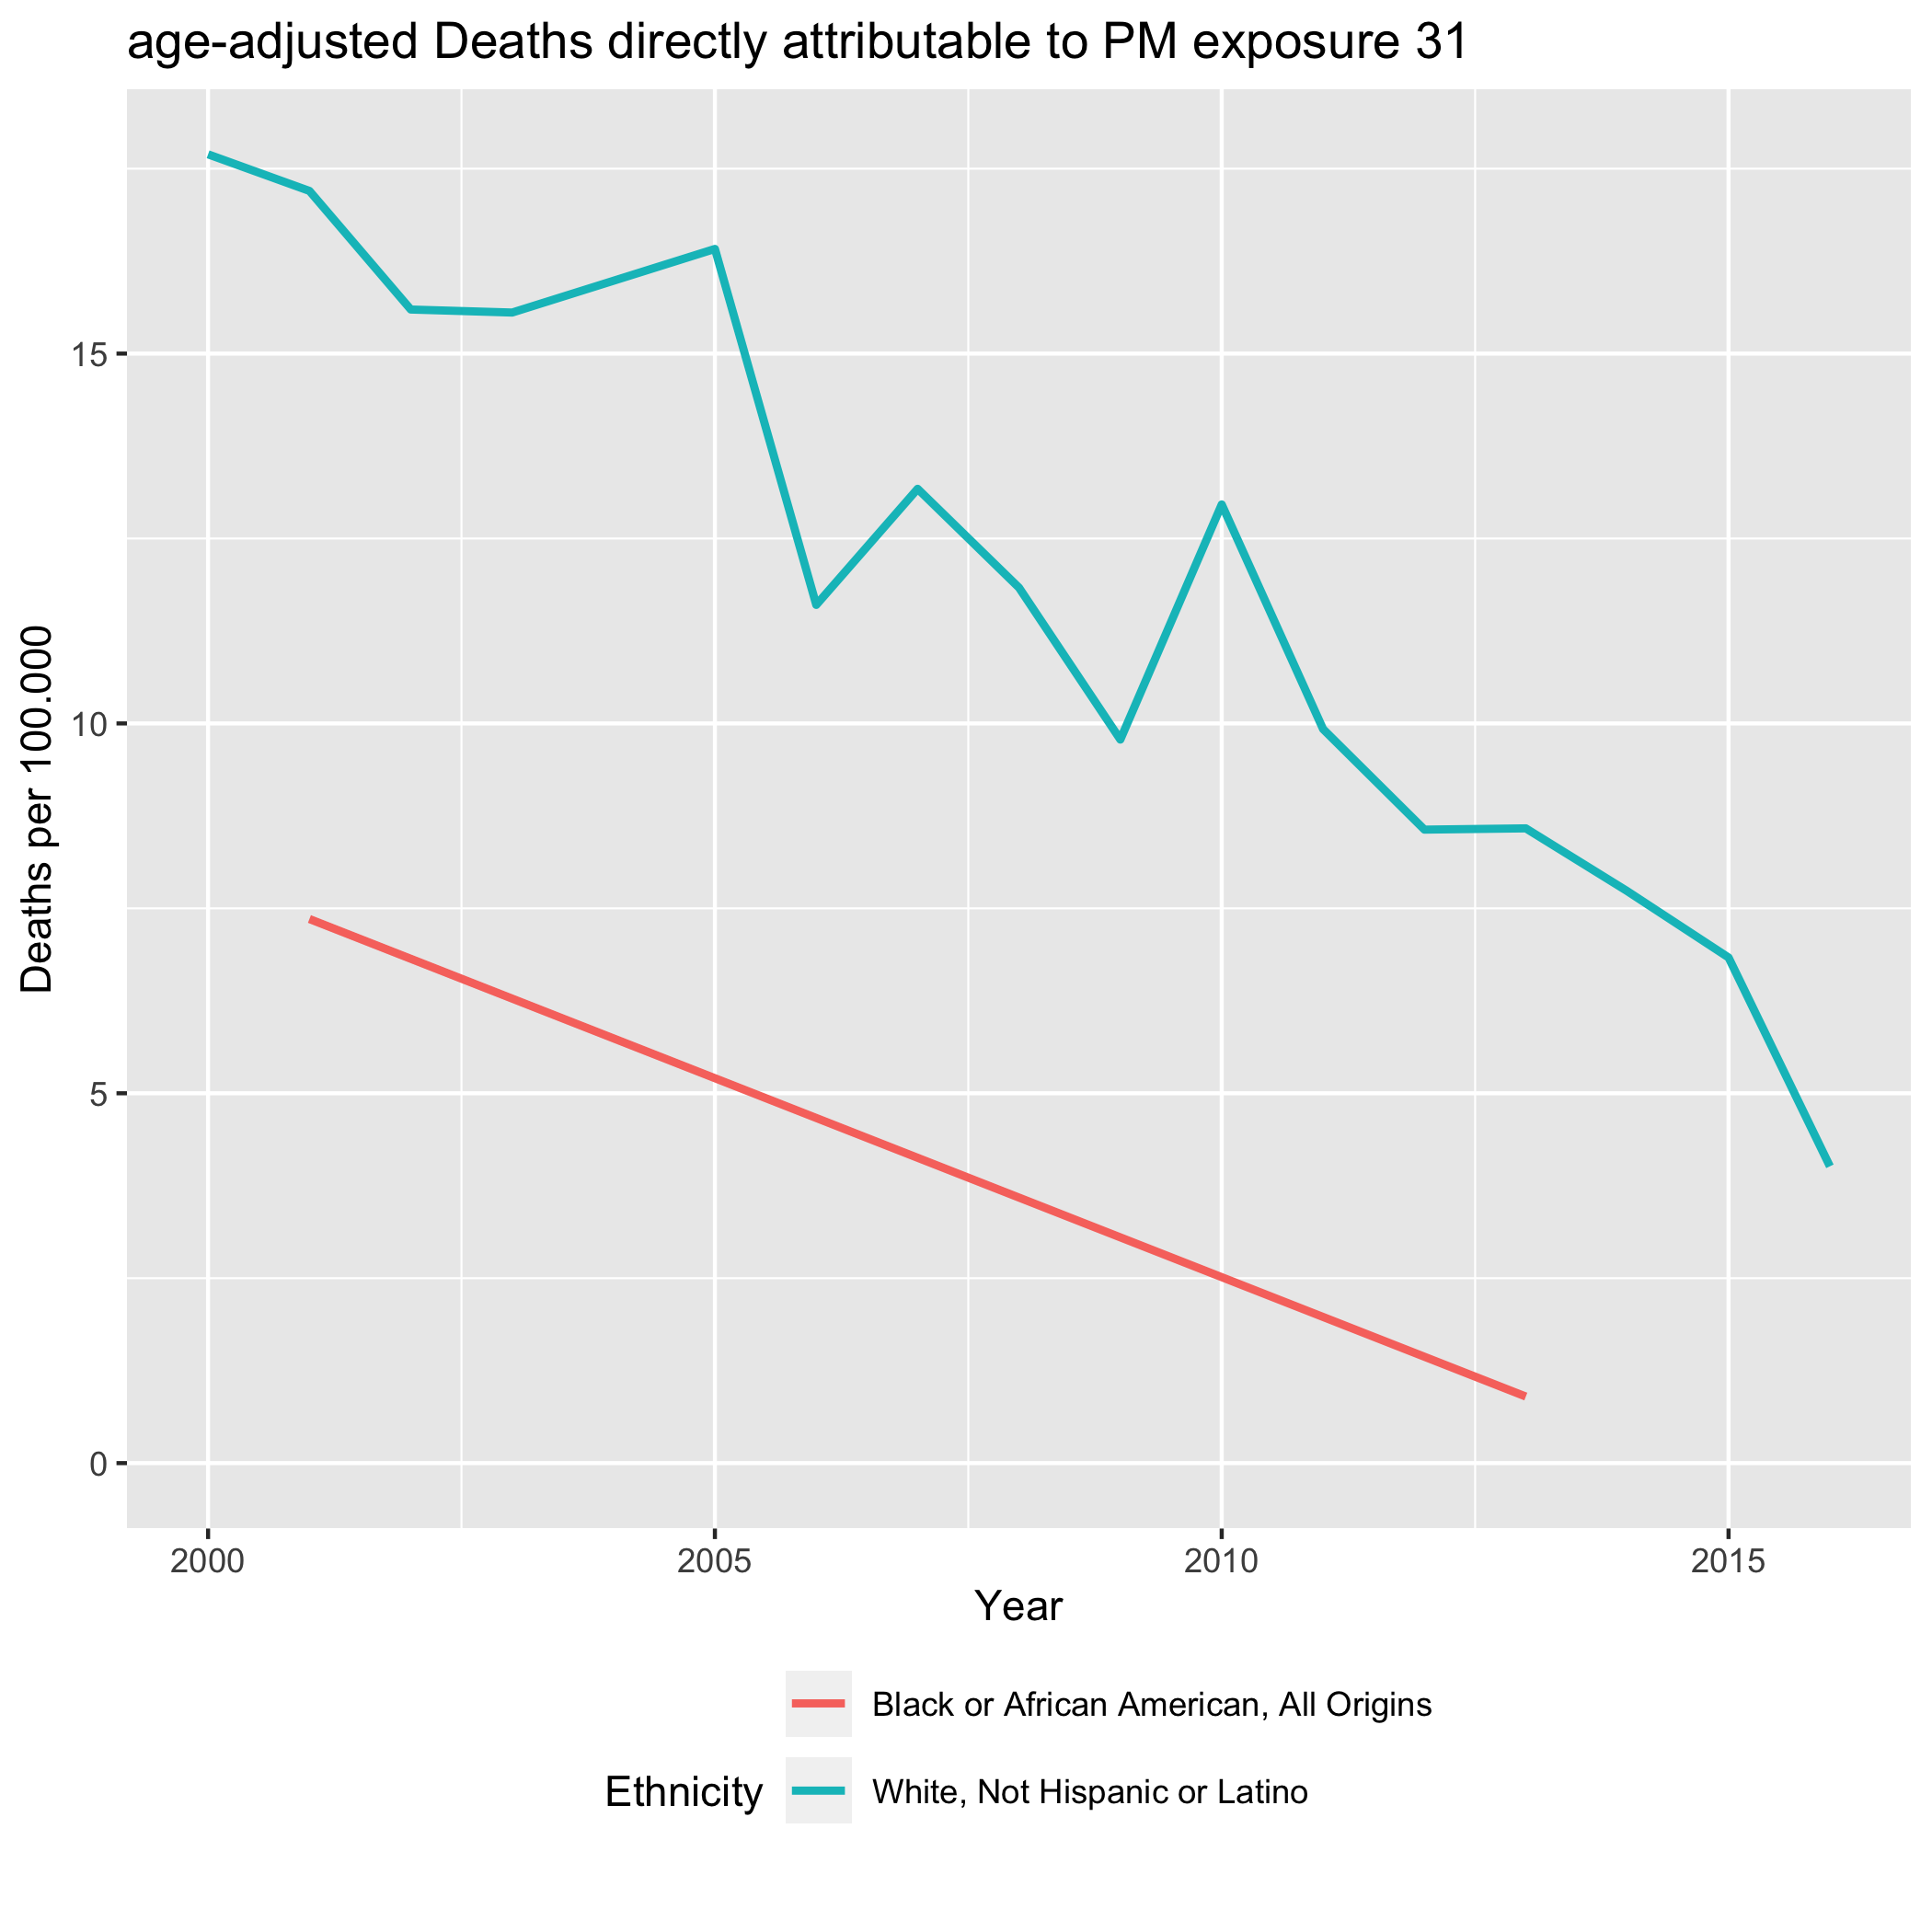 age-adjusted Deaths directly attributable to PM exposure 31
Deaths per 100.000
15
10
5
0
2000 2005 2010 2015
Year
Ethnicity
Black or African American, All Origins
White, Not Hispanic or Latino